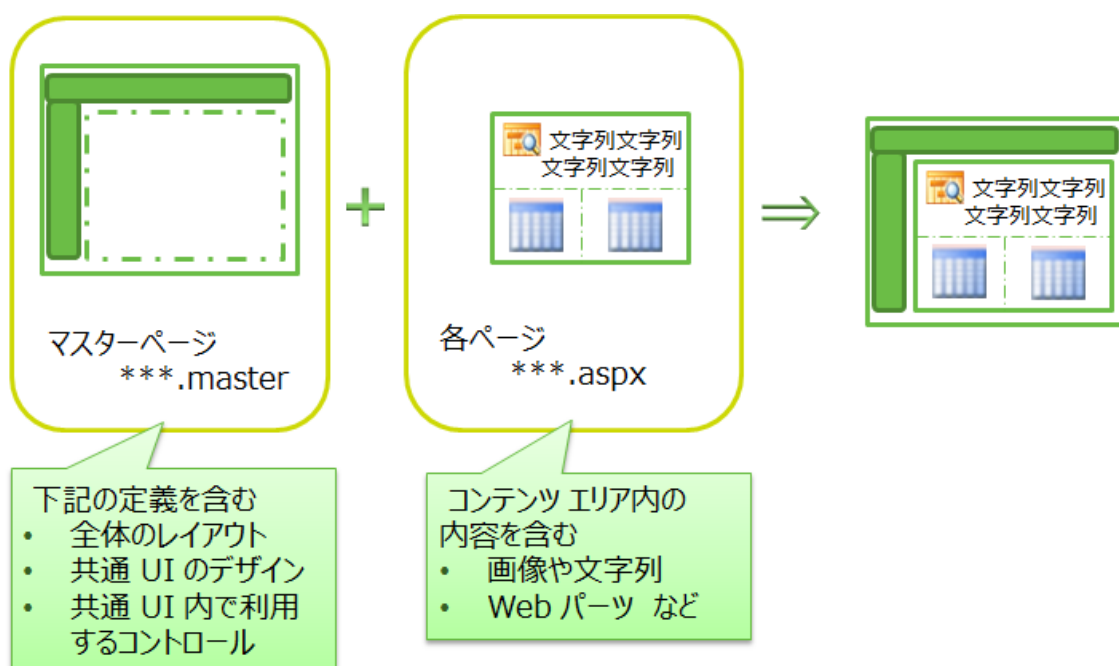 文字列文字列
文字列文字列
+
⇒
文字列文字列
文字列文字列
マスターページ
***.master
各ページ
***.aspx
下記の定義を含む
• 全体のレイアウト
• 共通 UI のデザイン
• 共通 UI 内で利用
するコントロール
コンテンツ エリア内の
内容を含む
• 画像や文字列
• Web パーツ など